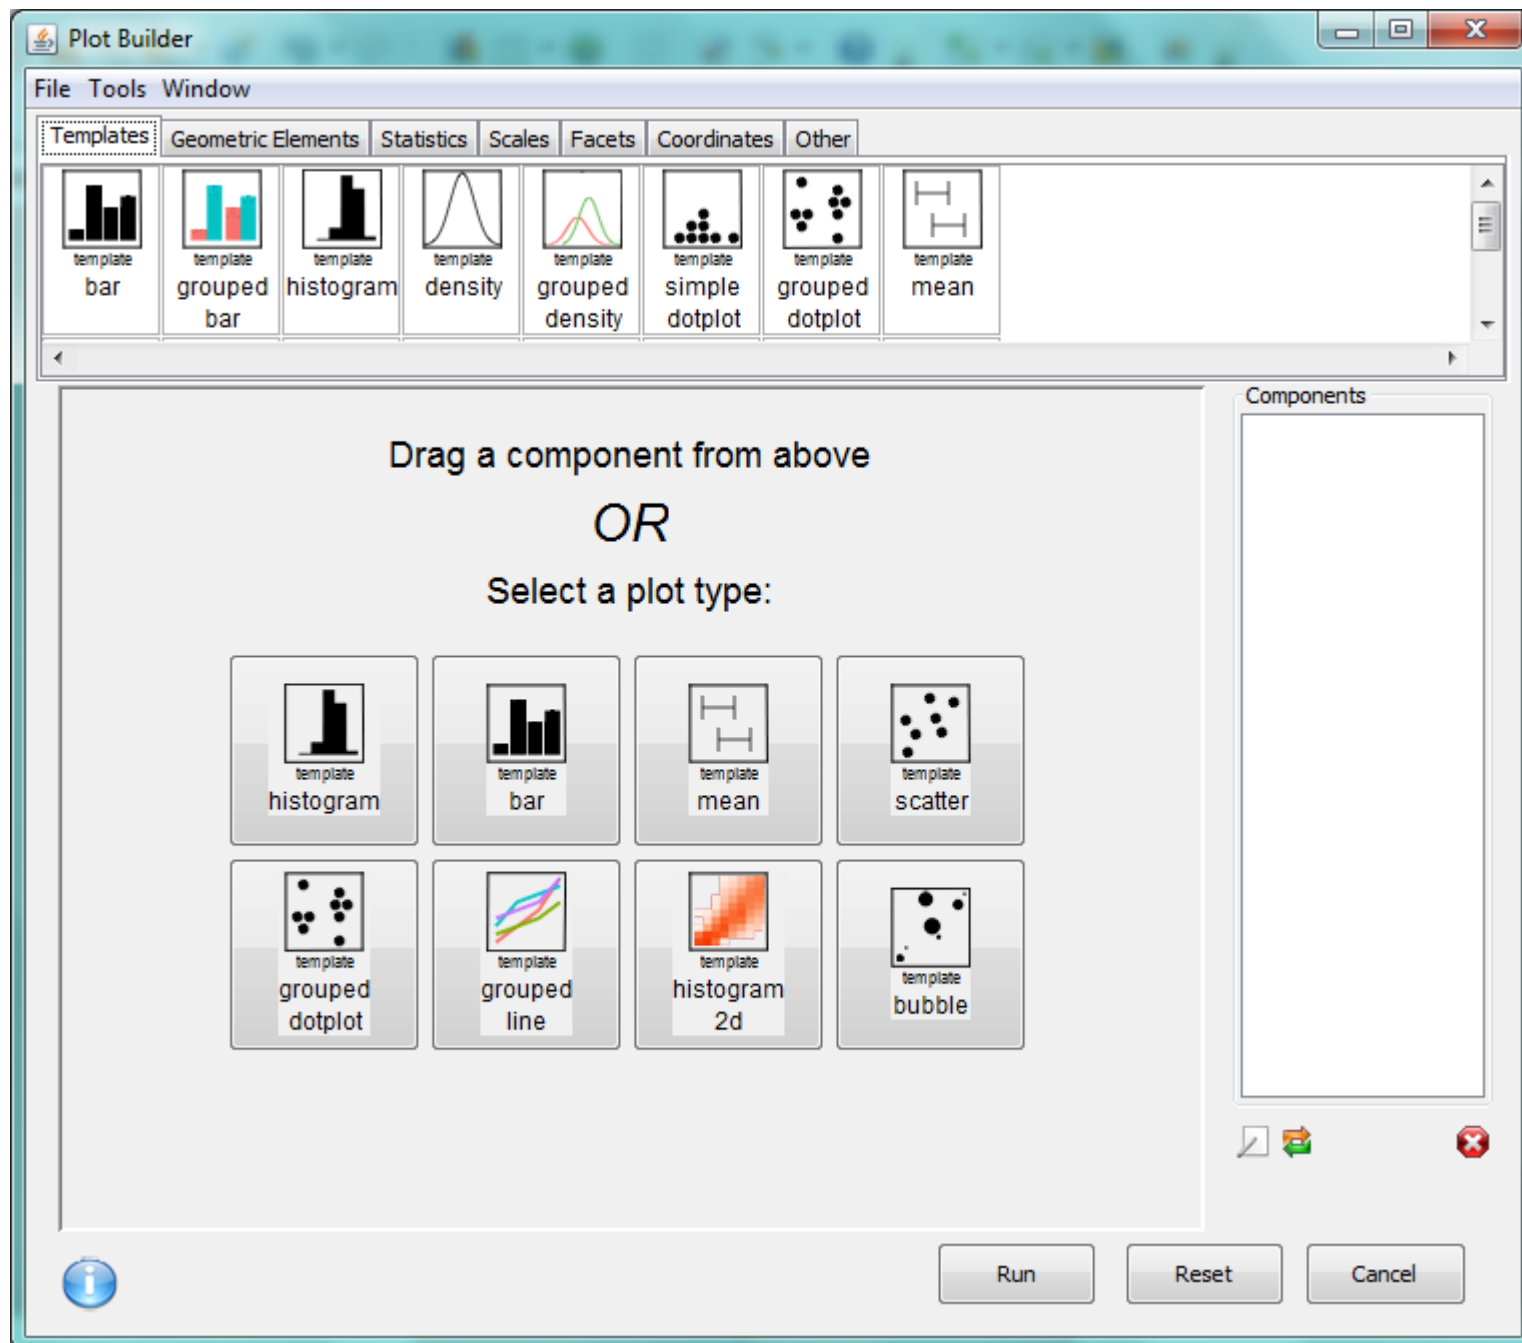 Plot Builder
File Tools Window
Templates Geometric Elements Statistics Scales Facets Coordinates Other
template template template template template template template template
bar grouped histogram density grouped simple grouped mean
bar density dotplot dotplot
Components
Drag a component from above
OR
Select a plot type:
template template template template
histogram bar mean scatter
template template template template
grouped grouped histogram bubble
dotplot line 2d
Run Reset Cancel